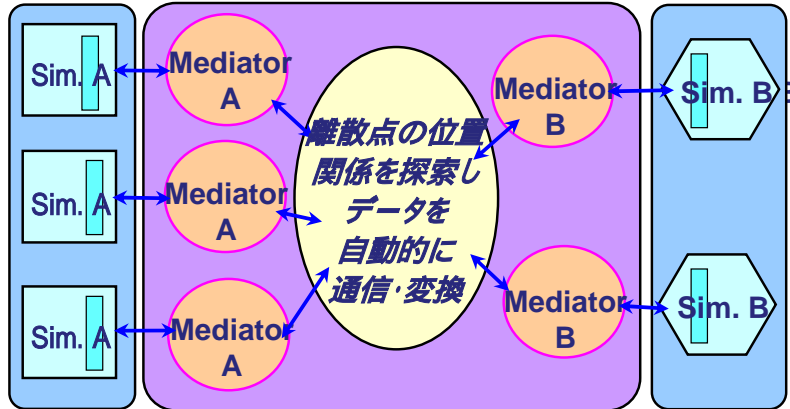 Sim. A
Mediator
A
Sim. A
Mediator
A
Sim. A
Mediator
A
離散点の位置
関係を探索し
データを
自動的に
通信・変換
Mediator
B
Sim. B
Mediator
B
Sim. B